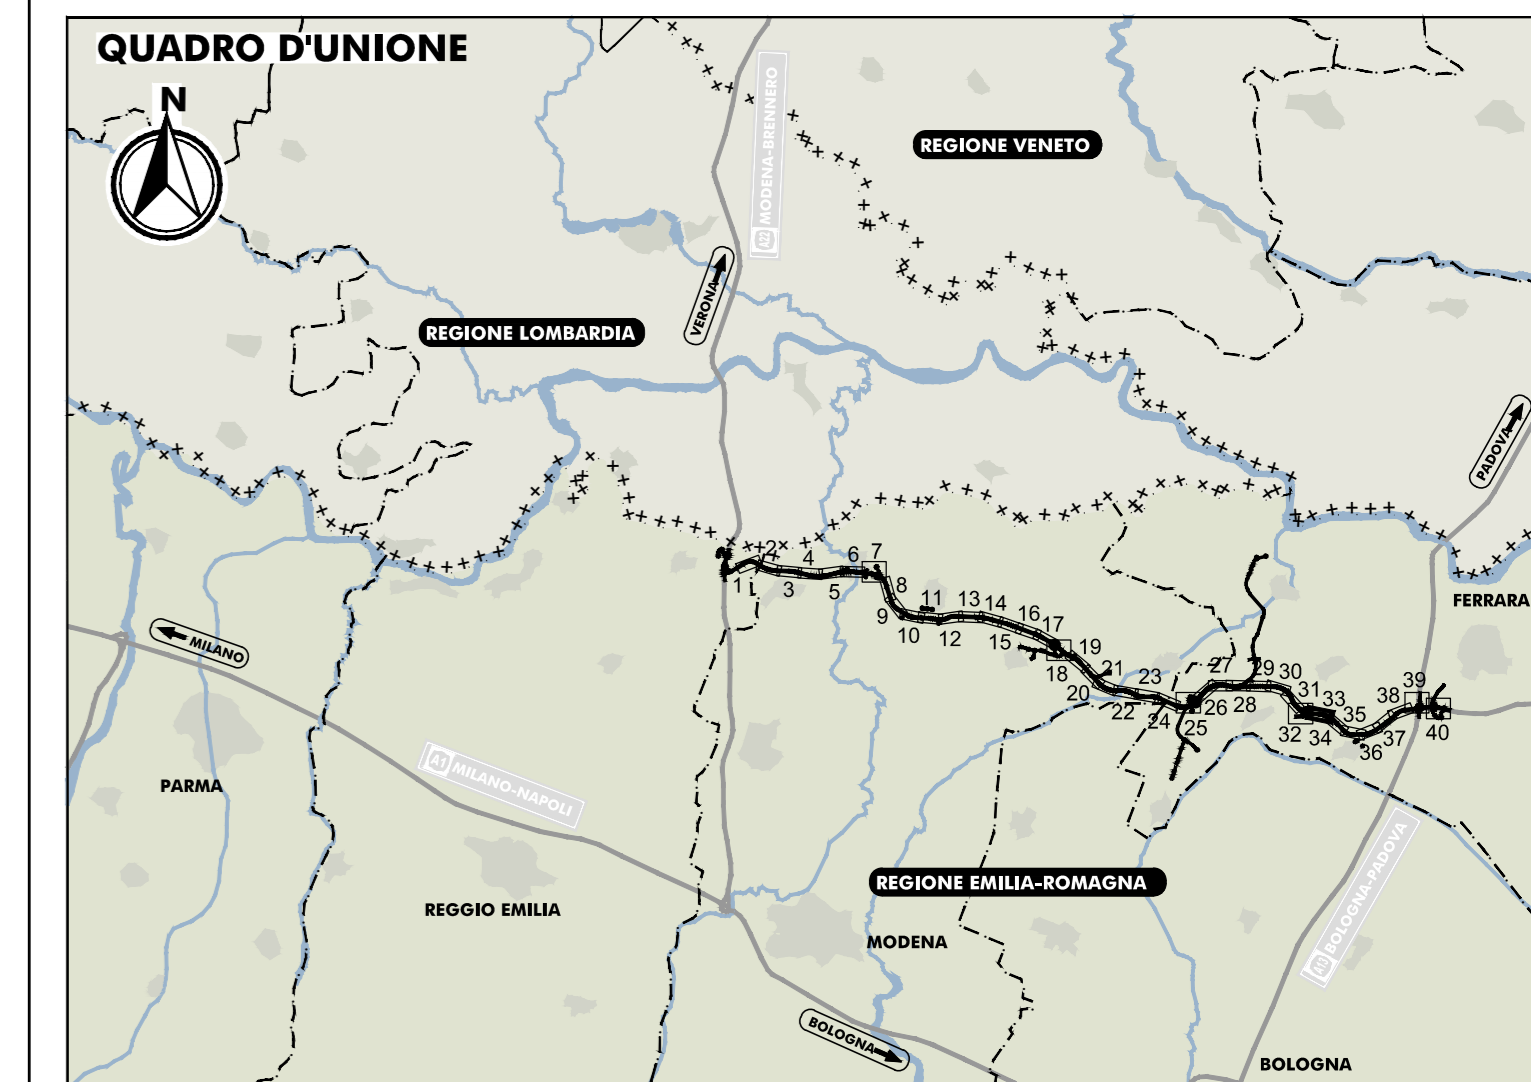 QUADRO D'UNIONE
N
A22 MODENA-BRENNERO
REGIONE VENETO
VERONA
REGIONE LOMBARDIA
PADOVA
1
2
3
4
5
6
7
8
9
10
11
12
13
14
15
16
17
18
19
20
21
22
23
24
25
26
27
28
29
30
31
32
33
34
35
36
37
38
39
40
FERRARA
MILANO
PARMA
A1 MILANO-NAPOLI
REGIONE EMILIA-ROMAGNA
A13 BOLOGNA-PADOVA
REGGIO EMILIA
MODENA
BOLOGNA
BOLOGNA